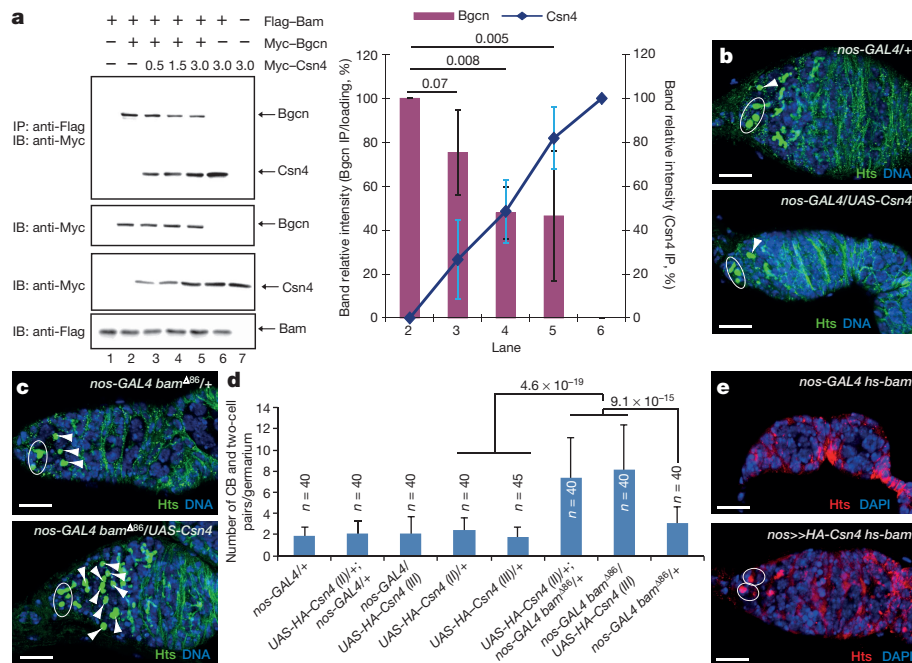 a
+ + + + + + − Flag–Bam
− + + + + − − Myc–Bgcn
− − 0.5 1.5 3.0 3.0 3.0 Myc–Csn4
IP: anti-Flag
IB: anti-Myc
Bgcn
Csn4
IB: anti-Myc
Bgcn
IB: anti-Myc
Csn4
IB: anti-Flag
Bam
1 2 3 4 5 6 7
Bgcn Csn4
0.005
0.008
0.07
Band relative intensity (Bgcn IP/loading, %)
120
100
80
60
40
20
0
Band relative intensity (Csn4 IP, %)
120
100
80
60
40
20
0
2 3 4 5 6
Lane
b
nos-GAL4/+
Hts DNA
nos-GAL4/UAS-Csn4
Hts DNA
c
nos-GAL4 bamΔ86/+
Hts DNA
nos-GAL4 bamΔ86/UAS-Csn4
Hts DNA
d
4.6 × 10−19
9.1 × 10−15
Number of CB and two-cell
pairs/germarium
14
12
10
8
6
4
2
0
n = 40
n = 40
n = 40
n = 40
n = 45
n = 40
n = 40
n = 40
nos-GAL4/+
UAS-HA-Csn4 (II)/+;
nos-GAL4/+
nos-GAL4/
UAS-HA-Csn4 (III)
UAS-HA-Csn4 (II)/+
UAS-HA-Csn4 (III)/+
UAS-HA-Csn4 (II)/+;
nos-GAL4 bamΔ86/+
nos-GAL4 bamΔ86/
UAS-HA-Csn4 (III)
nos-GAL4 bamΔ86/+
e
nos-GAL4 hs-bam
Hts DAPI
nos>>HA-Csn4 hs-bam
Hts DAPI